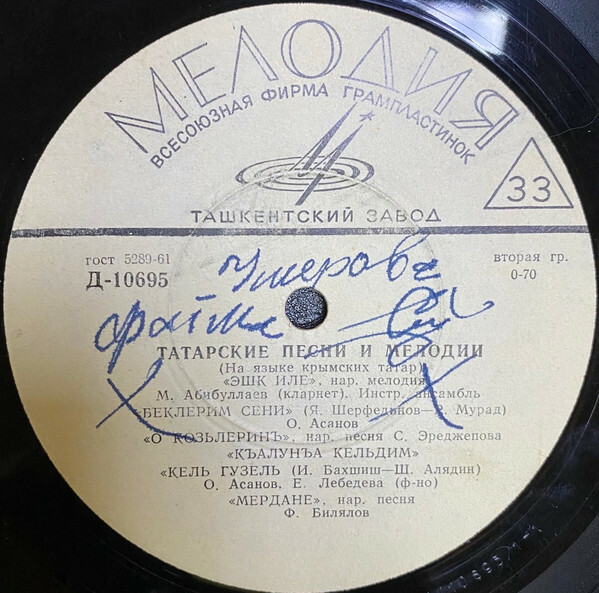 МЕЛОДИЯ
ВСЕСОЮЗНАЯ ФИРМА ГРАМПЛАСТИНОК
33
ТАШКЕНТСКИЙ ЗАВОД
гост 5289-61
Д-10695
вторая гр.
0-70
Умерова
ТАТАРСКИЕ ПЕСНИ И МЕЛОДИИ
(На языке крымских татар)
«ЭШК ИЛЕ», нар. мелодия
М. Абибуллаев (кларнет). Инстр. ансамбль
«БЕКЛЕРИМ СЕНИ» (Я. Шерфединов—Р. Мурад)
О. Асанов
«О КОЗЬЛЕРИНЪ», нар. песня С. Эреджепова
«КЪАЛУНЪА КЕЛЬДИМ»
«КЕЛЬ ГУЗЕЛЬ (И. Бахшиш—Щ. Алядин)
О. Асанов, Е. Лебедева (ф-но)
«МЕРДАНЕ», нар. песня
Ф. Билялов